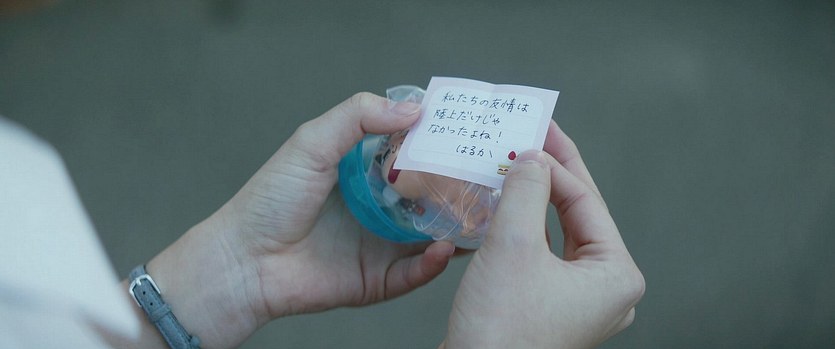 私たちの友情は
陸上だけじゃ
なかったよね！
はるか